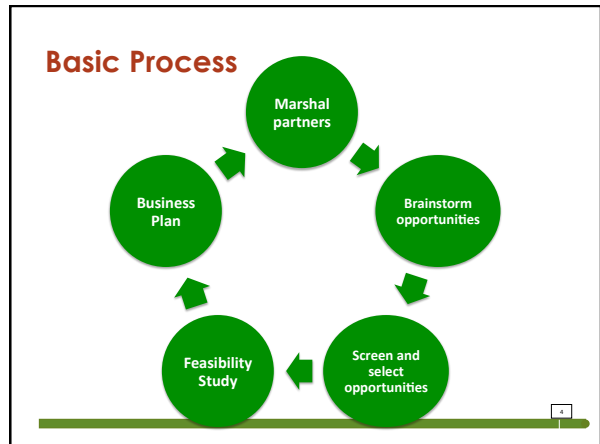 Basic Process
Marshal
partners
Brainstorm
opportunities
Screen and
select
opportunities
Feasibility
Study
Business
Plan
4